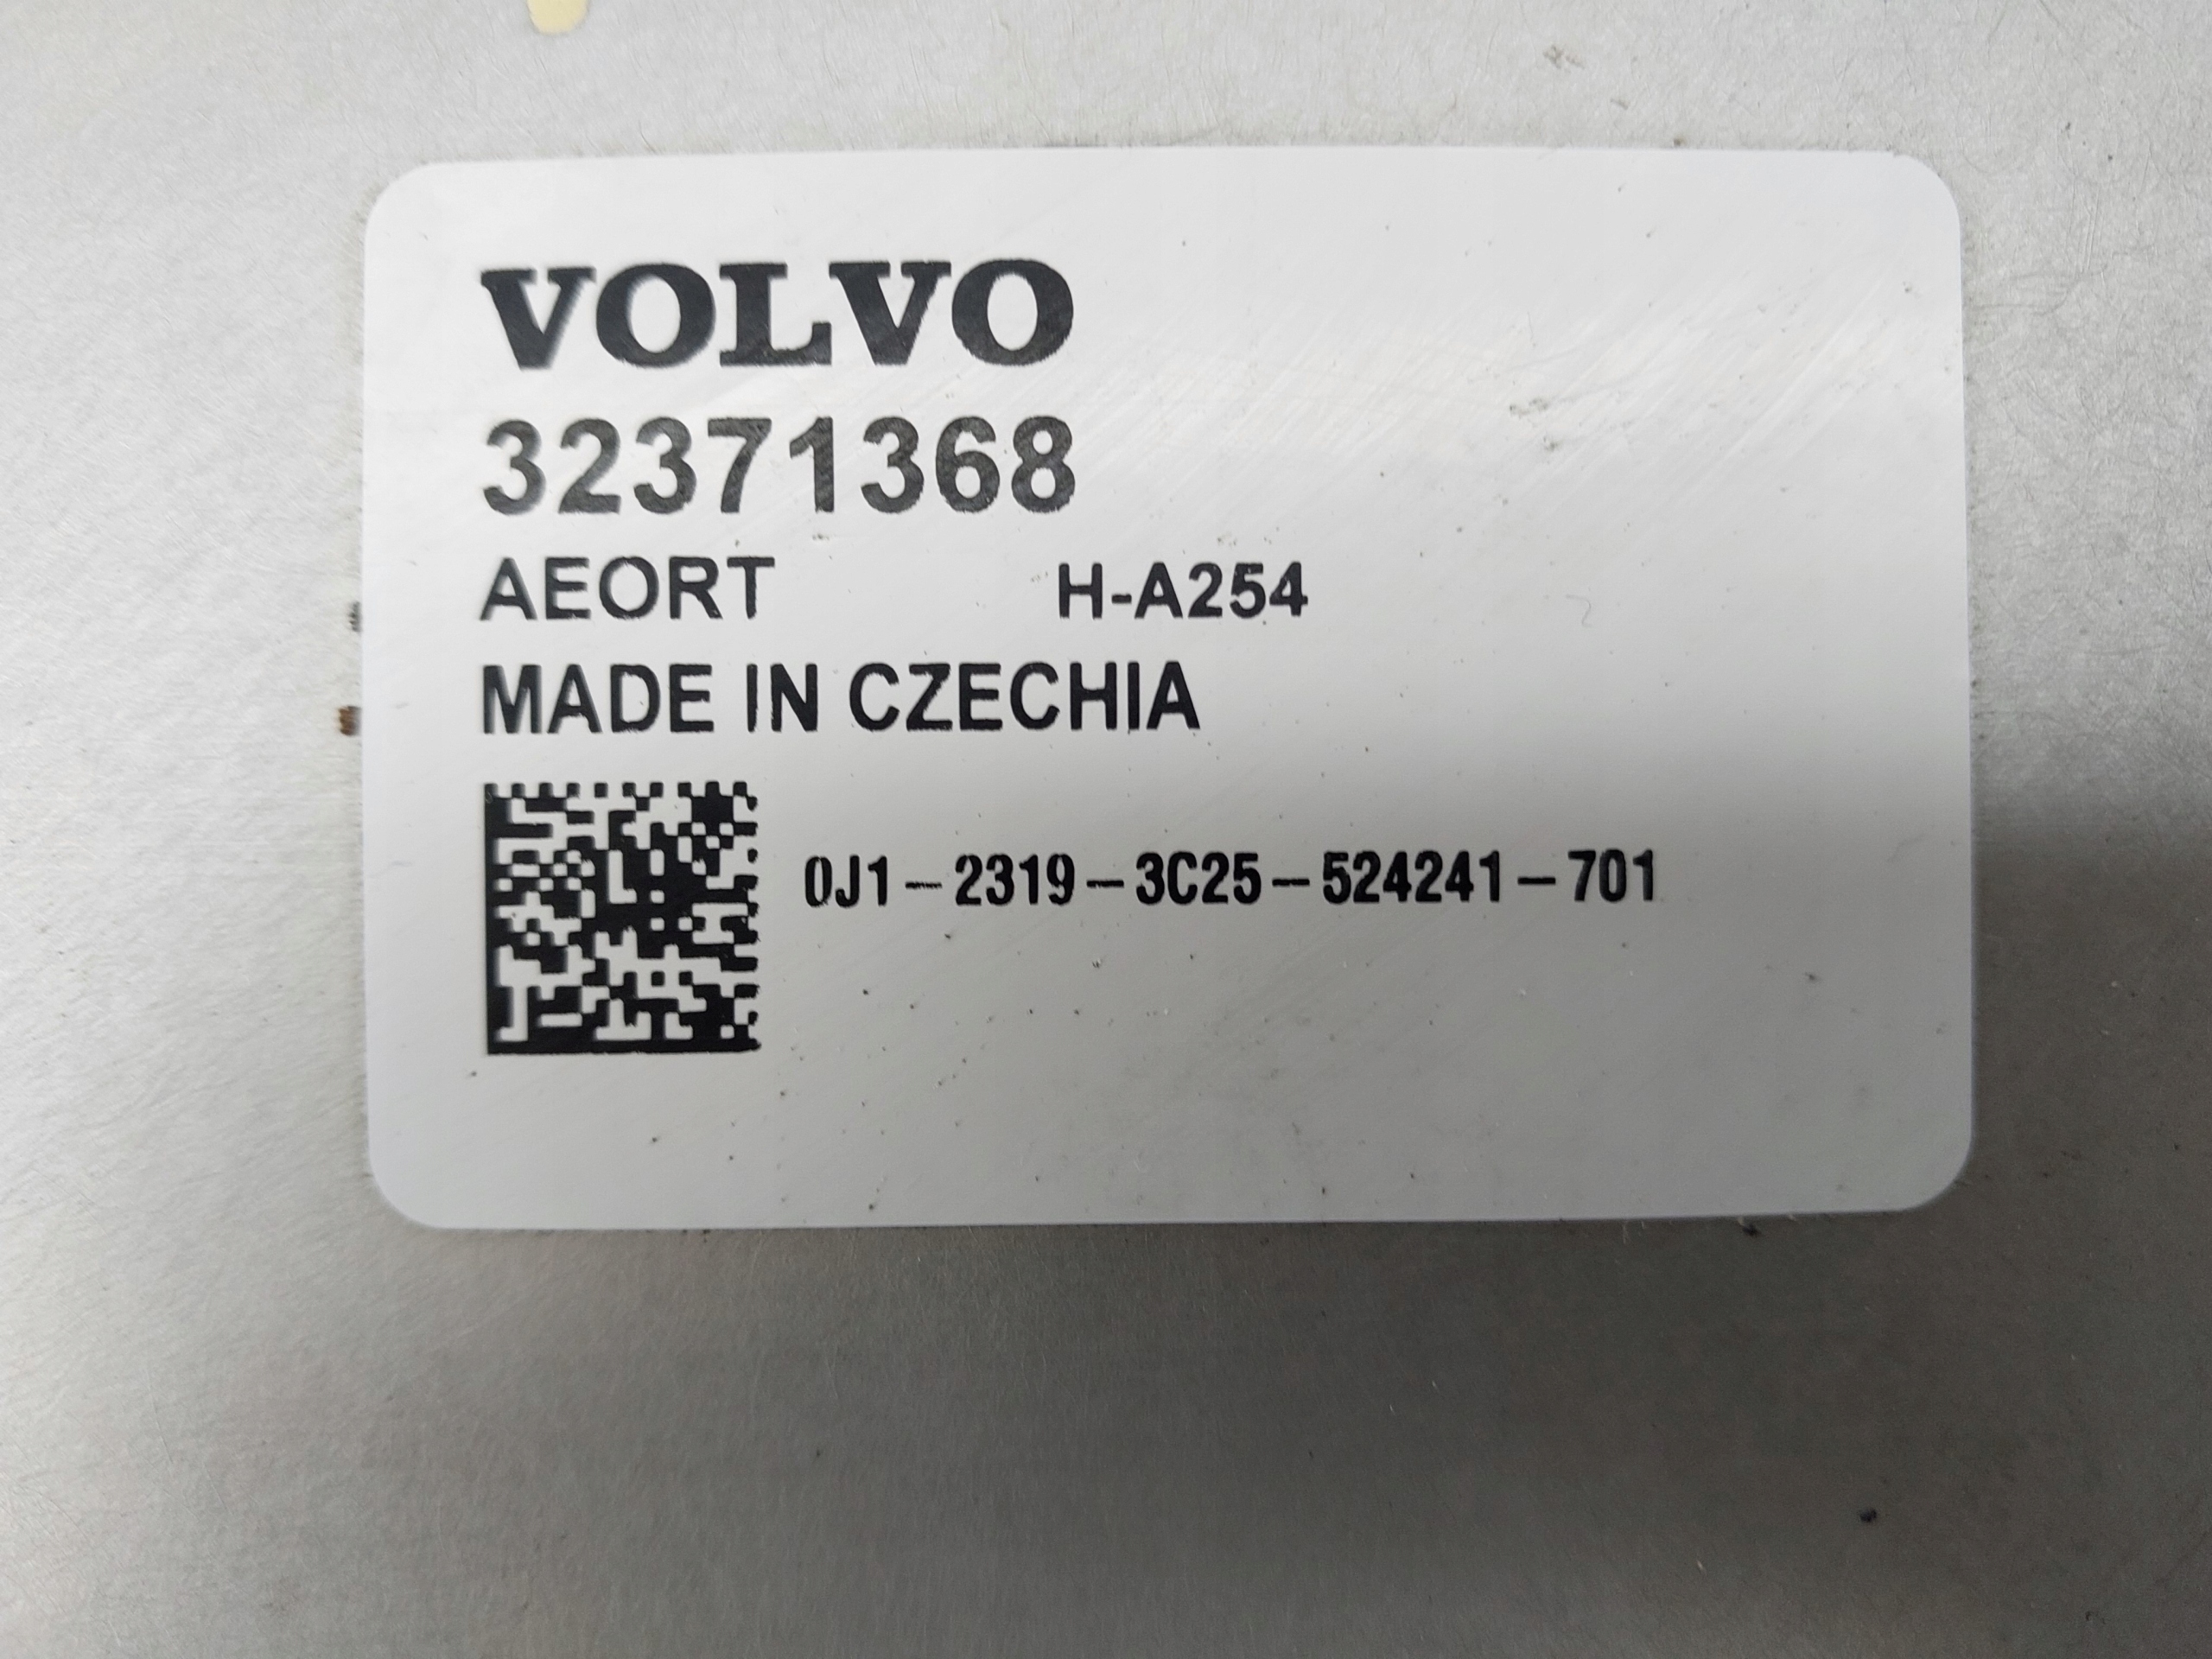 VOLVO
32371368
AEORT H-A254
MADE IN CZECHIA
0J1-2319-3C25-524241-701